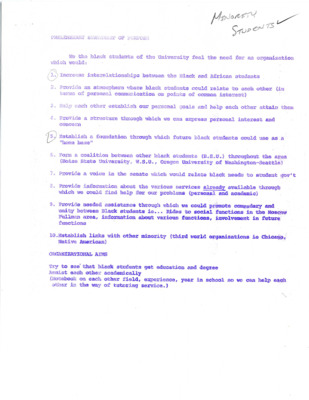 MINORITY
STUDENTS ✓
PRELIMINARY STATEMENT OF PURPOSE
We the black students of the University feel the need for an organization
which would:
1. Increase interrelationships between the Black and African students
2. Provide an atmosphere where black students could relate to each other (in
terms of personal communication on points of common interest)
3. Help each other establish our personal goals and help each other attain them
4. Provide a structure through which we can express personal interest and
concern
5. Establish a foundation through which future black students could use as a
"home base"
6. Form a coalition between other black students (B.S.U.) throughout the area
(Boise State University, W.S.U., Oregon University of Washington-Seattle)
7. Provide a voice in the senate which would relate black needs to student gov't
8. Provide information about the various services already available through
which we could find help for our problems (personal and academic)
9. Provide needed assistance through which we could promote comradery and
unity between Black students ie... Rides to social functions in the Moscow
Pullman area, information about various functions, involvement in future
functions
10. Establish links with other minority (third world organizations ie Chicano,
Native American)
ORGANIZATIONAL AIMS
Try to see that black students get education and degree
Assist each other academically
(Rundown on each other field, experience, year in school so we can help each
other in the way of tutoring service.)